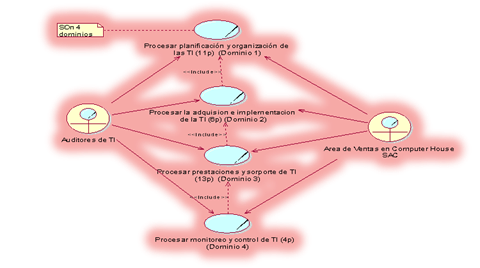 SOn 4
dominios
Procesar planificación y organización de
las TI (11p) (Dominio 1)
<<include>>
Procesar la adquision e implementacion
de la TI (6p) (Dominio 2)
Auditores de TI
Area de Ventas en Computer House
SAC
<<include>>
Procesar prestaciones y sorporte de TI
(13p) (Dominio 3)
<<include>>
Procesar monitoreo y control de TI (4p)
(Dominio 4)